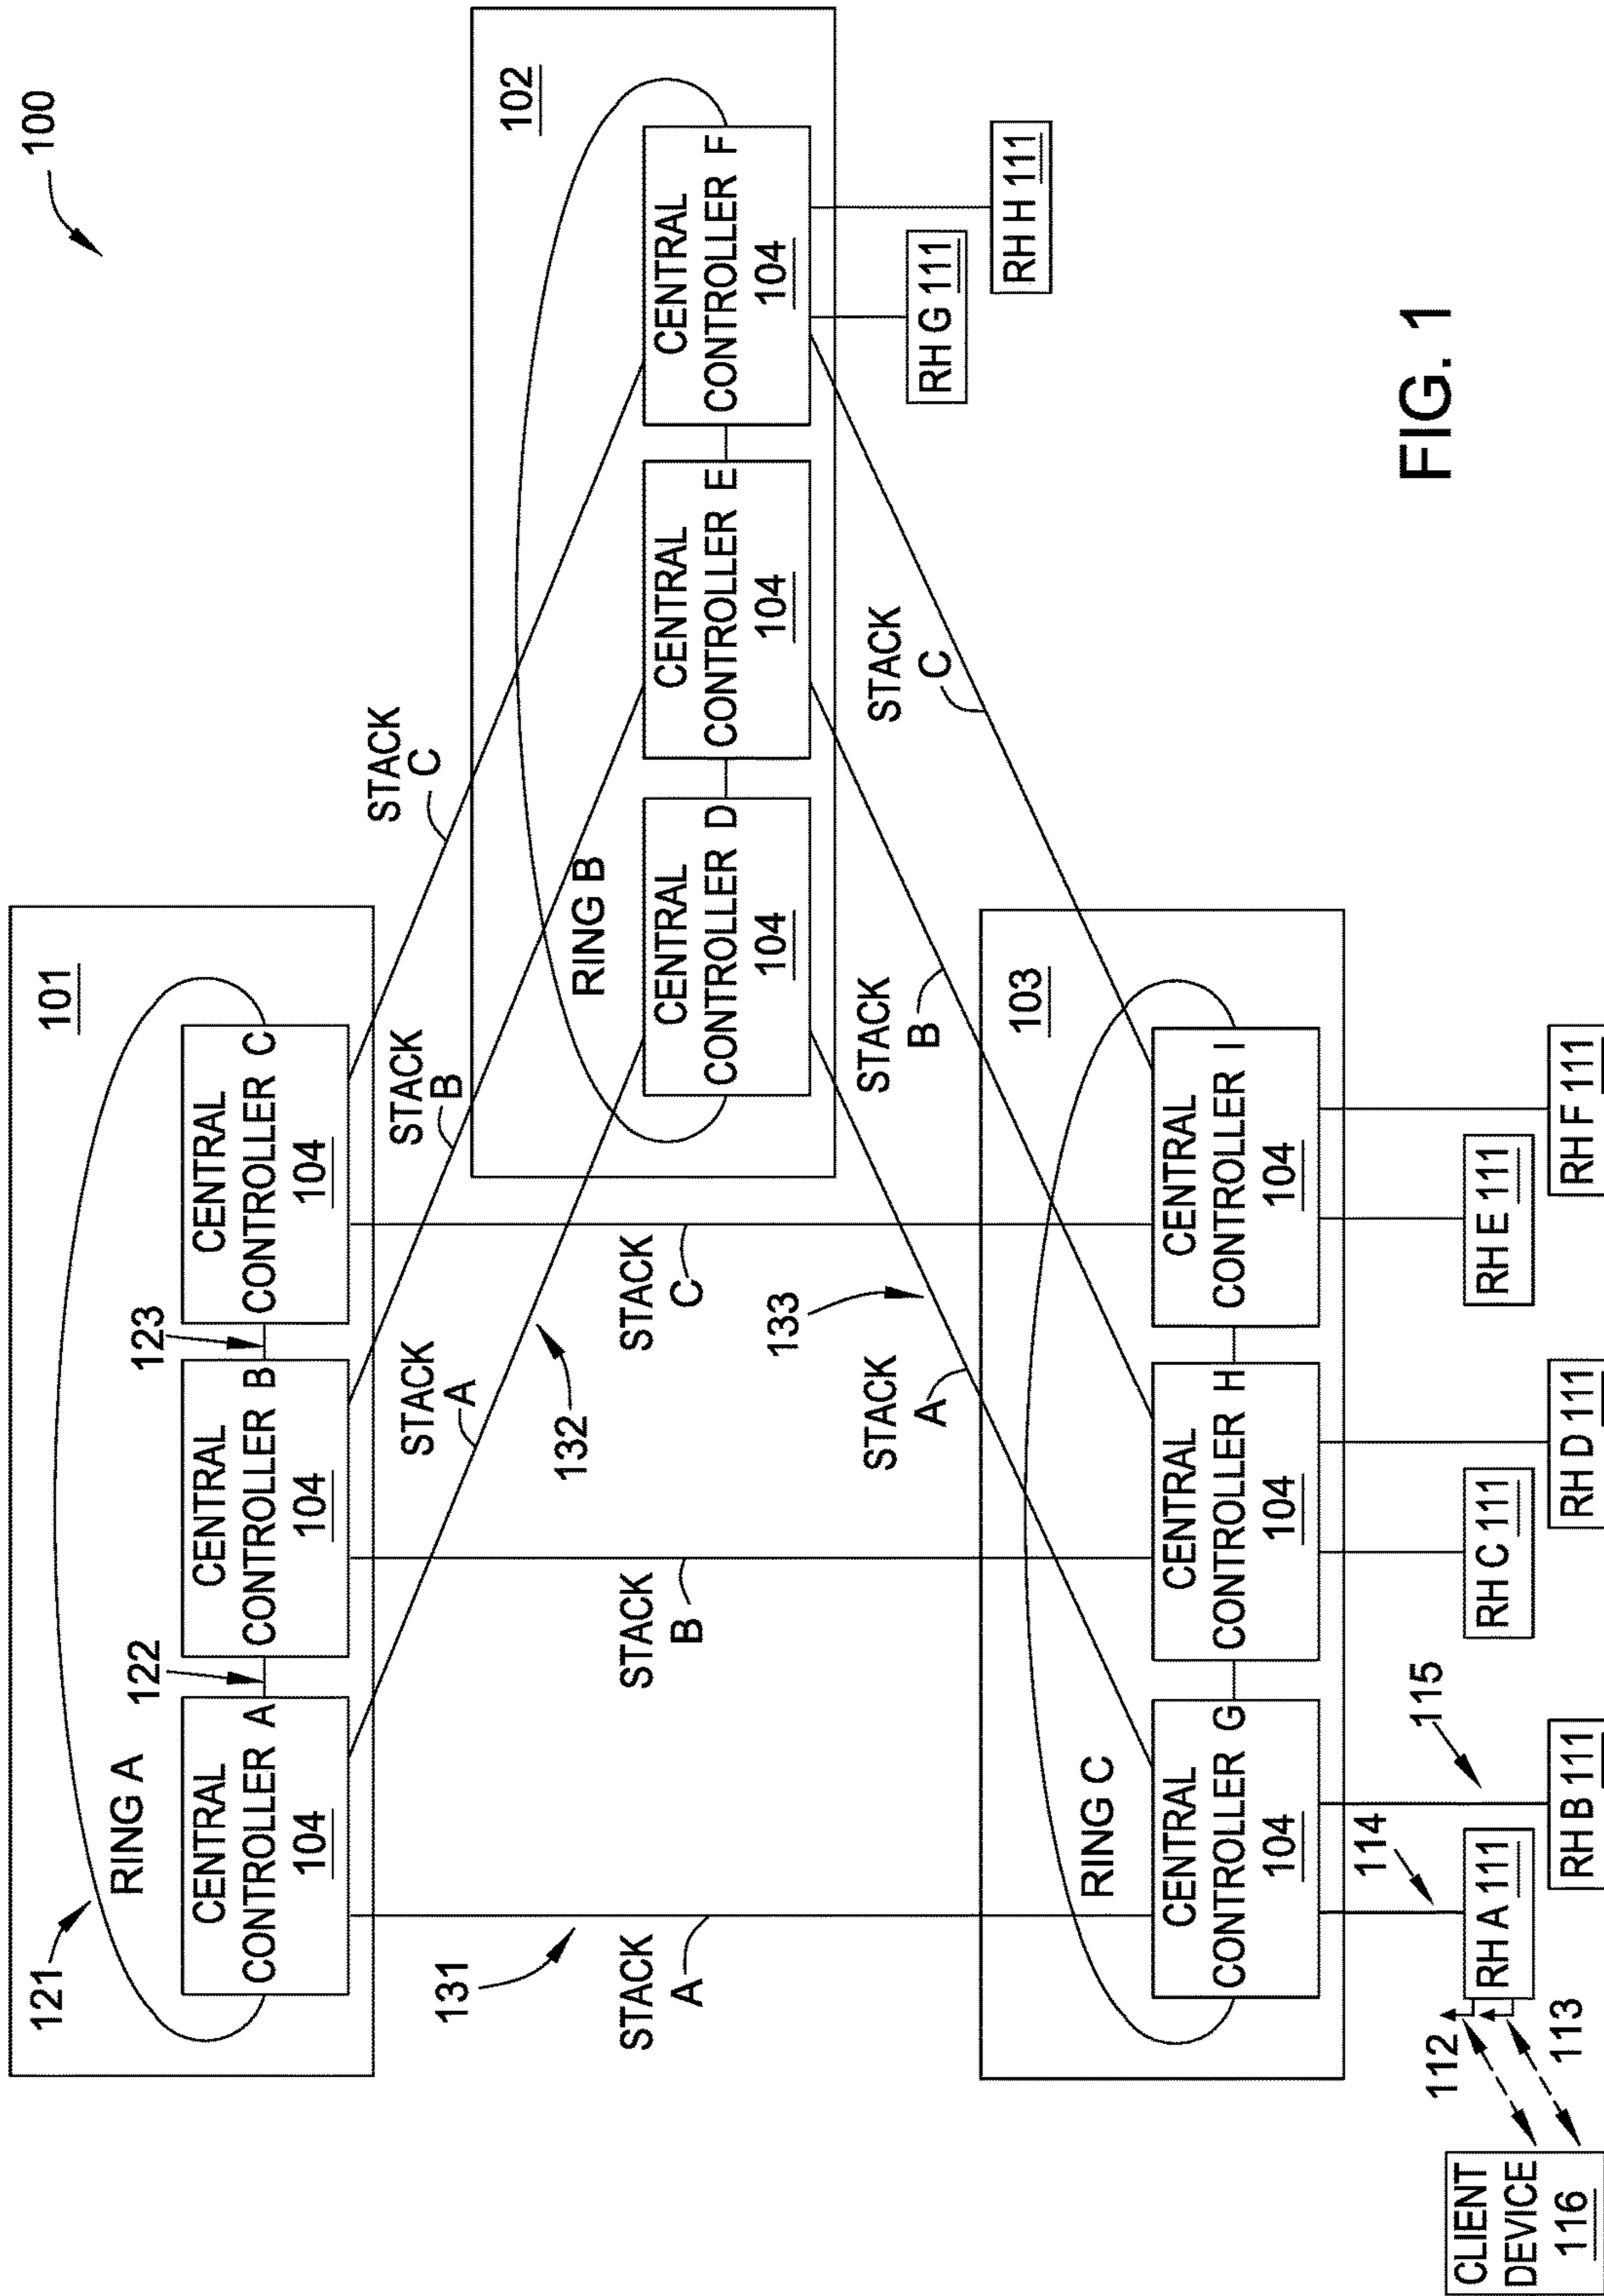 100
101
121
RING A
CENTRAL
CONTROLLER A
104
122
CENTRAL
CONTROLLER B
104
123
CENTRAL
CONTROLLER C
104
102
RING B
CENTRAL
CONTROLLER D
104
CENTRAL
CONTROLLER E
104
CENTRAL
CONTROLLER F
104
RH G 111
RH H 111
STACK
A
STACK
B
STACK
C
132
131
STACK
A
STACK
B
STACK
C
133
STACK
A
STACK
B
STACK
C
103
RING C
CENTRAL
CONTROLLER G
104
CENTRAL
CONTROLLER H
104
CENTRAL
CONTROLLER I
104
114
115
112
113
RH A 111
RH B 111
RH C 111
RH D 111
RH E 111
RH F 111
CLIENT
DEVICE
116
FIG. 1